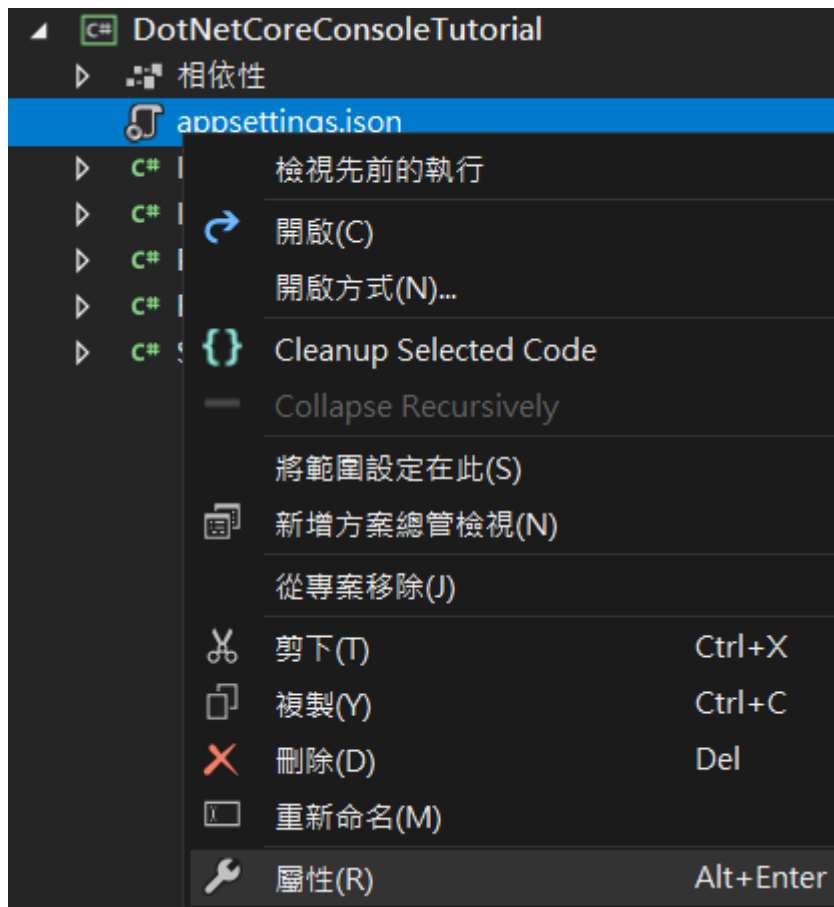 DotNetCoreConsoleTutorial
相依性
appsettings.json
C#
檢視先前的執行
C#
開啟(C)
C#
開啟方式(N)...
C#
C#
Cleanup Selected Code
Collapse Recursively
將範圍設定在此(S)
新增方案總管檢視(N)
從專案移除(J)
剪下(T) Ctrl+X
複製(Y) Ctrl+C
刪除(D) Del
重新命名(M)
屬性(R) Alt+Enter